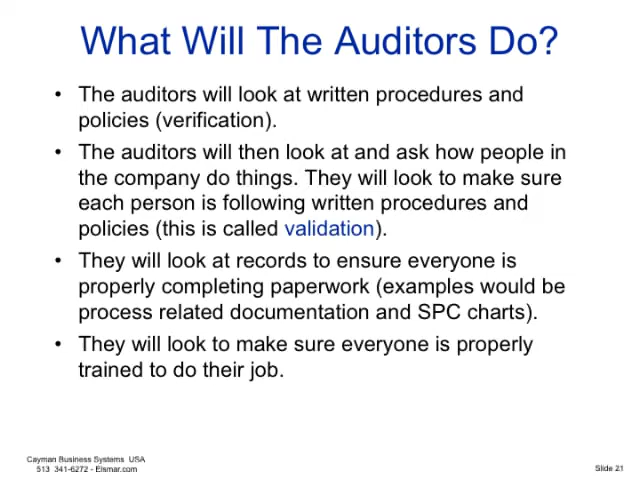 What Will The Auditors Do?
• The auditors will look at written procedures and
policies (verification).
• The auditors will then look at and ask how people in
the company do things. They will look to make sure
each person is following written procedures and
policies (this is called validation).
• They will look at records to ensure everyone is
properly completing paperwork (examples would be
process related documentation and SPC charts).
• They will look to make sure everyone is properly
trained to do their job.
Cayman Business Systems USA
513 341-6272 - Elsmar.com
Slide 21